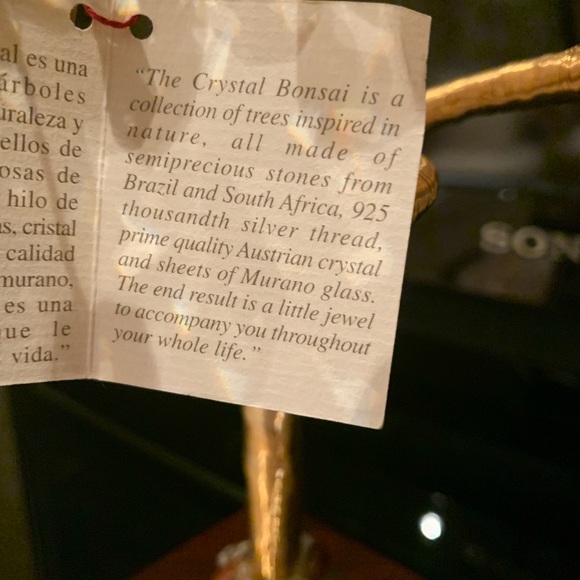 al es una
árboles
uraleza y
ellos de
osas de
hilo de
as, cristal
calidad
murano,
es una
que le
vida.”
“The Crystal Bonsai is a
collection of trees inspired in
nature, all made of
semiprecious stones from
Brazil and South Africa, 925
thousandth silver thread,
prime quality Austrian crystal
and sheets of Murano glass.
The end result is a little jewel
to accompany you throughout
your whole life.”
SON